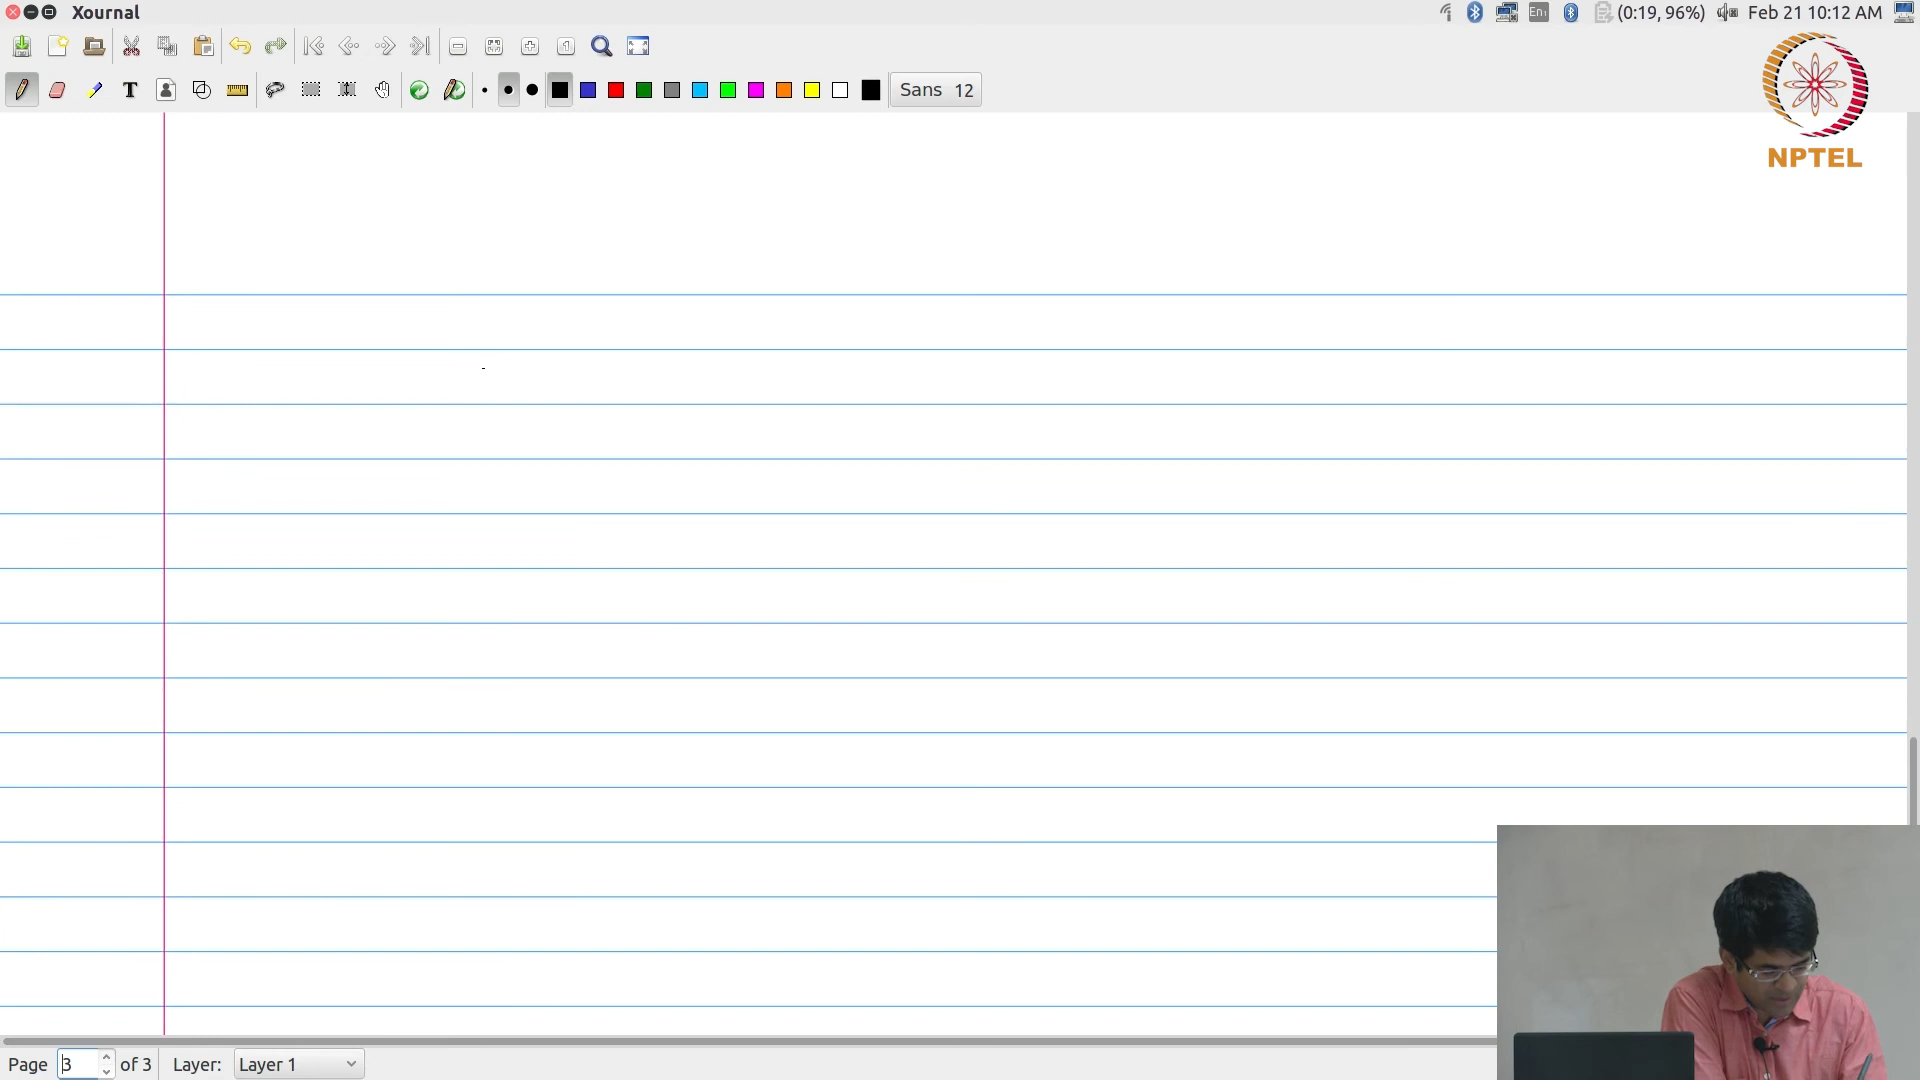 Xournal
En1
(0:19, 96%)
Feb 21 10:12 AM
Sans 12
NPTEL
Page 3 of 3 Layer: Layer 1